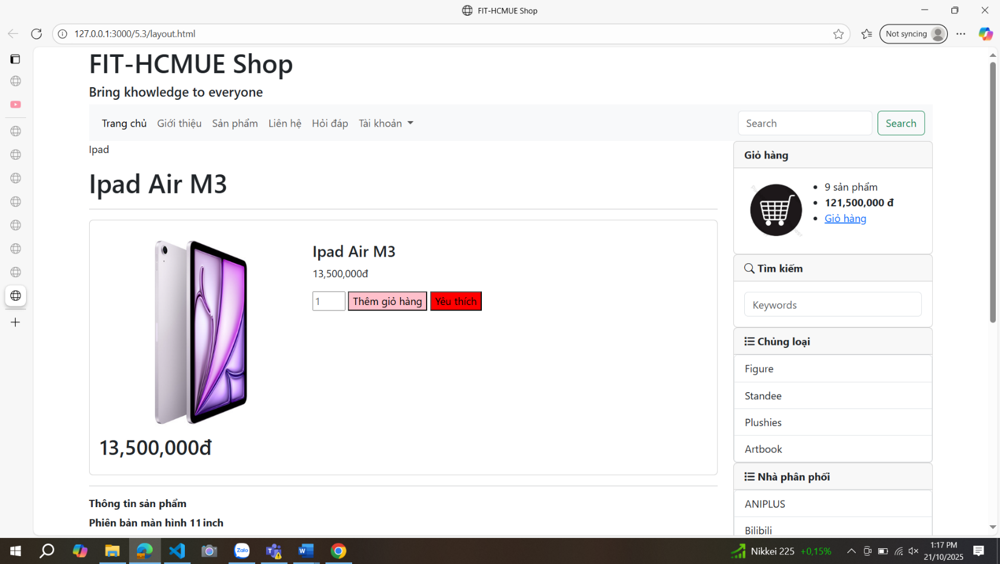 FIT-HCMUE Shop
127.0.0.1:3000/5.3/layout.html
Not syncing
FIT-HCMUE Shop
Bring khowledge to everyone
Trang chủ Giới thiệu Sản phẩm Liên hệ Hỏi đáp Tài khoản
Search Search
Ipad
Ipad Air M3
Ipad Air M3
13,500,000đ
1 Thêm giỏ hàng Yêu thích
13,500,000đ
Thông tin sản phẩm
Phiên bản màn hình 11 inch
Giỏ hàng
9 sản phẩm
121,500,000 đ
Giỏ hàng
Tìm kiếm
Keywords
Chủng loại
Figure
Standee
Plushies
Artbook
Nhà phân phối
ANIPLUS
Bilibili
Zalo
Nikkei 225 +0,15%
1:17 PM
21/10/2025